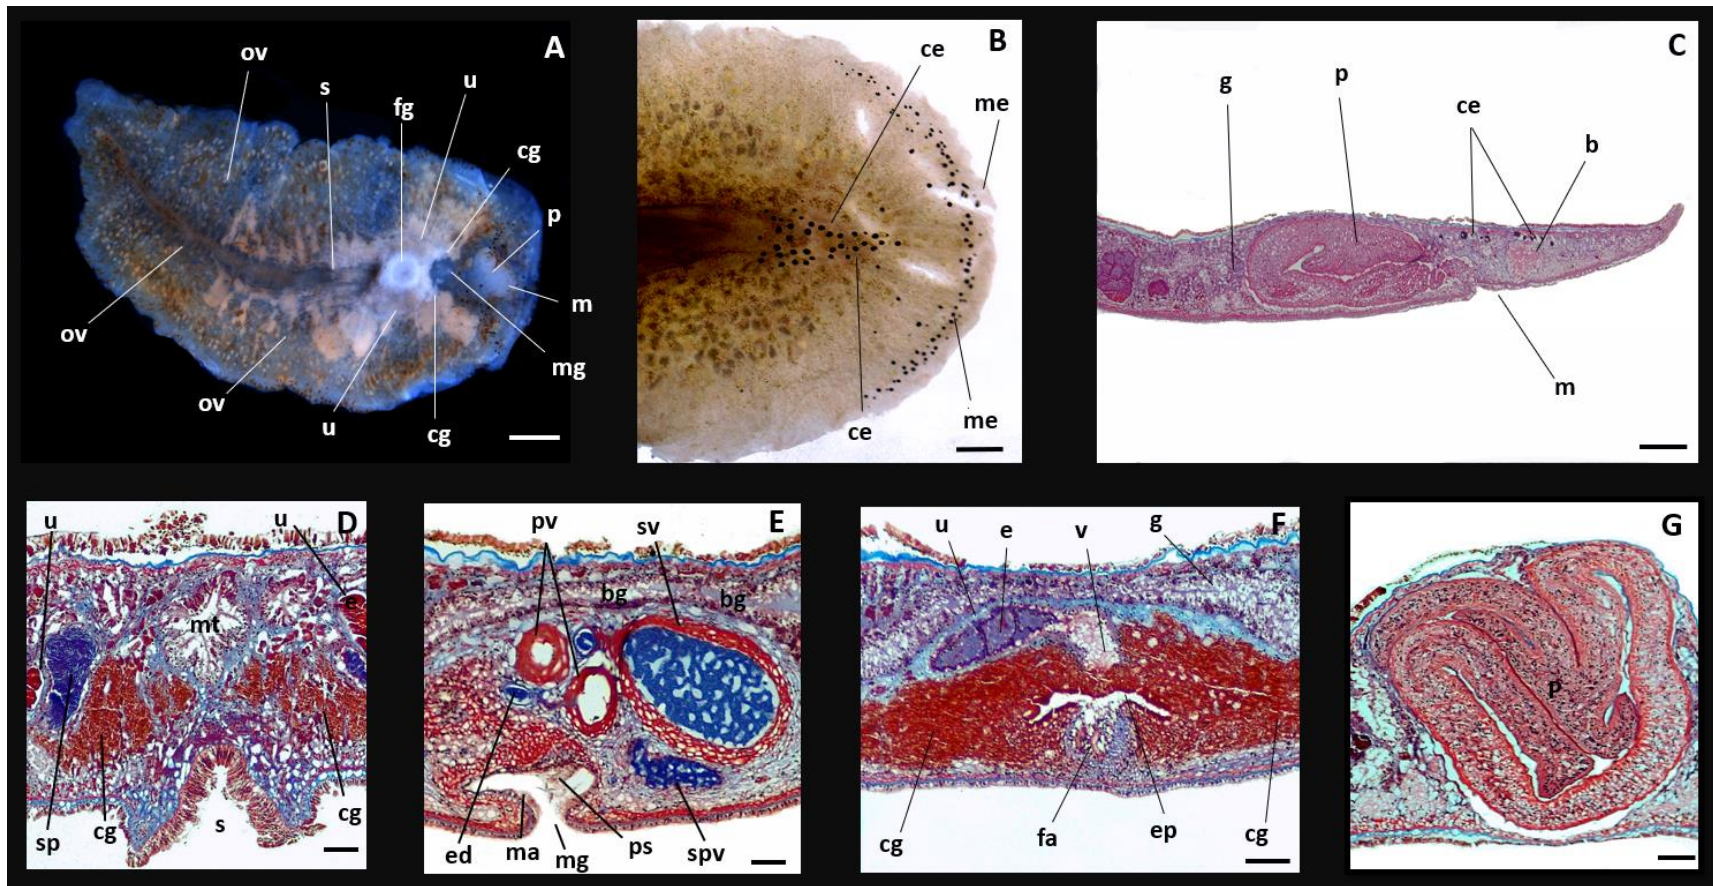 A
ov
s
fg
u
cg
p
m
mg
cg
u
ov
ov
B
ce
me
me
ce
C
g
p
ce
b
m
D
u
u
e
mt
sp
cg
s
cg
E
pv
sv
bg
bg
ed
ma
mg
ps
spv
F
u
e
v
g
cg
fa
ep
cg
G
p